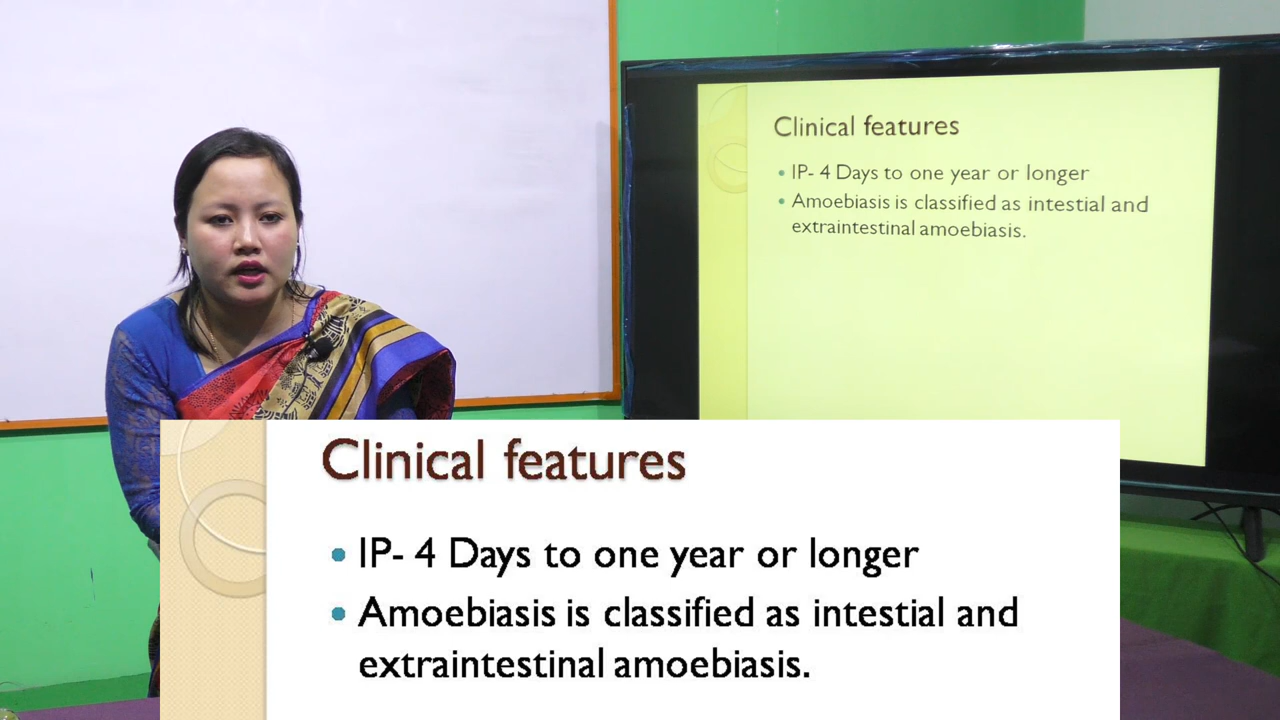 Clinical features
• IP- 4 Days to one year or longer
• Amoebiasis is classified as intestial and
extraintestinal amoebiasis.
Clinical features
• IP- 4 Days to one year or longer
• Amoebiasis is classified as intestial and
extraintestinal amoebiasis.